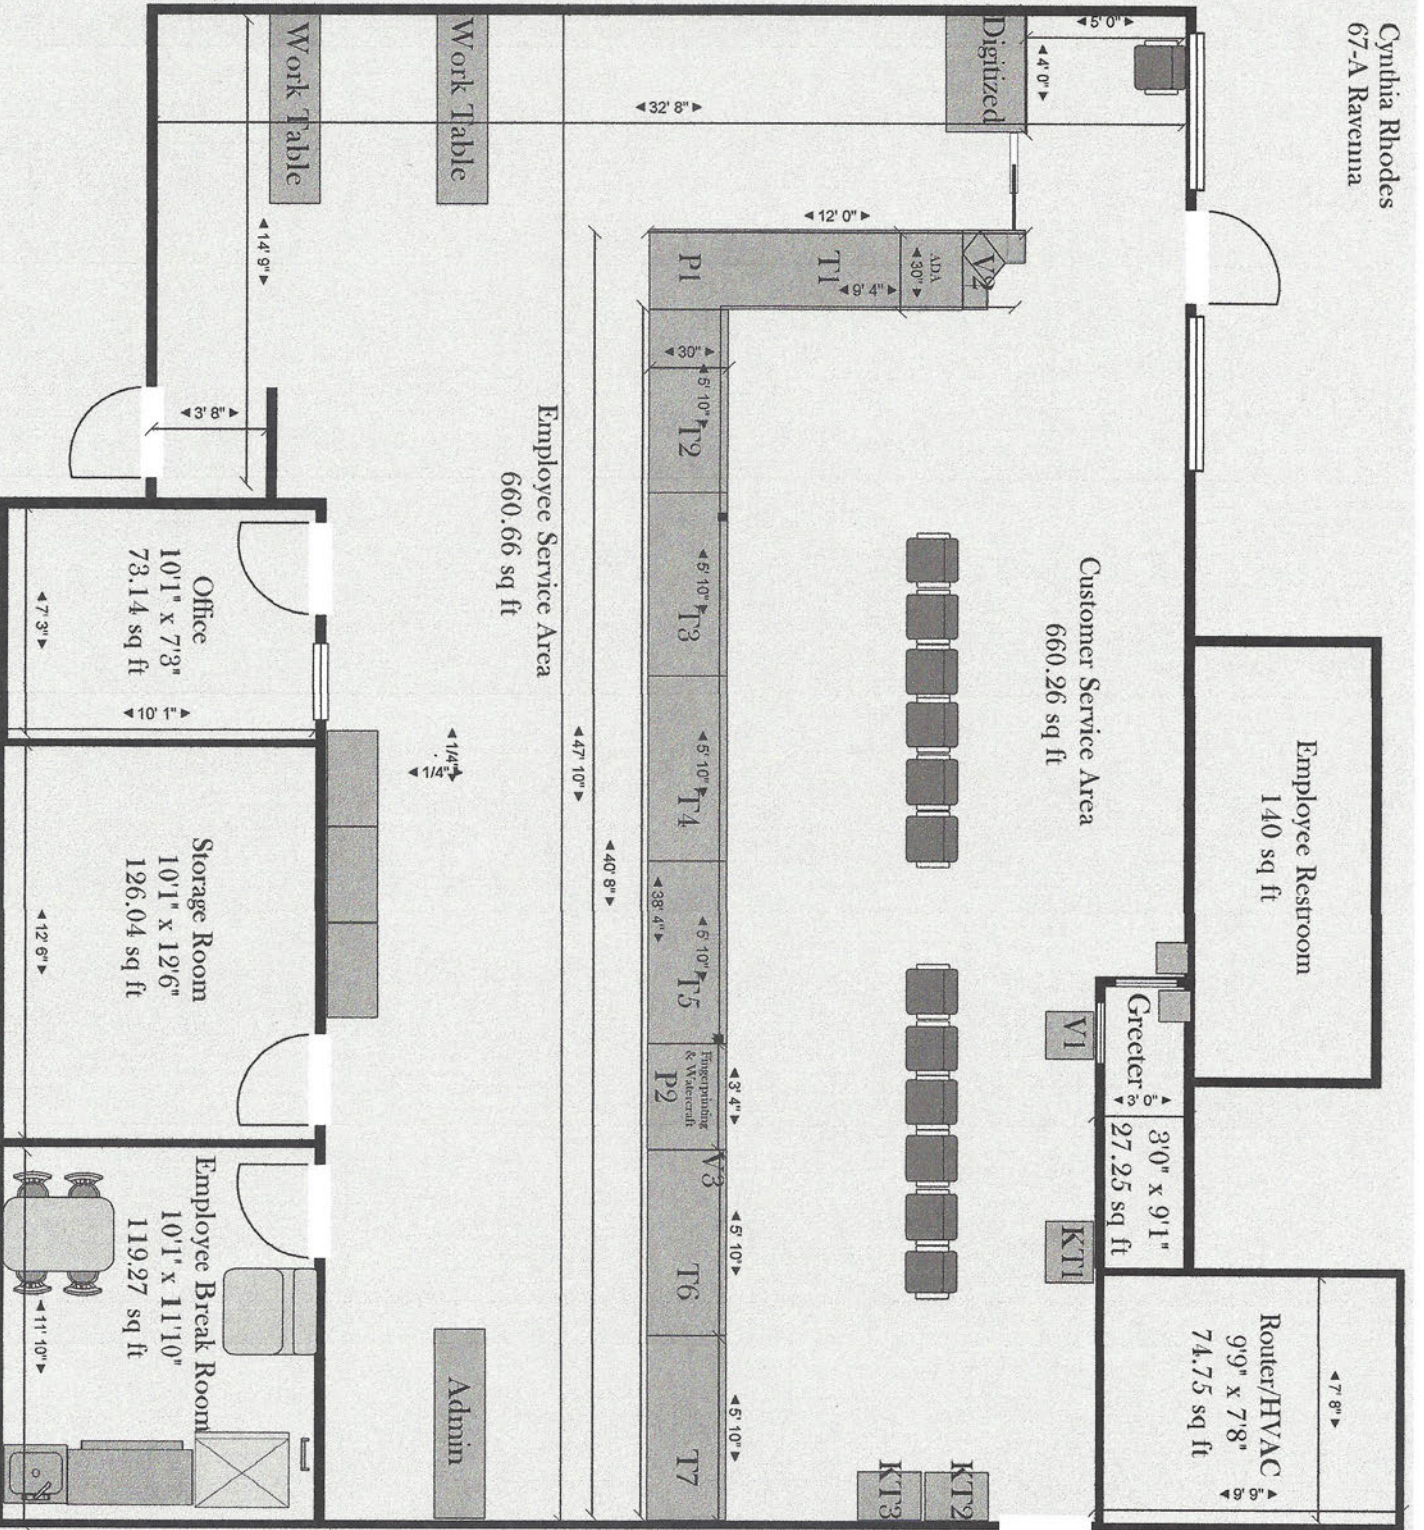 Cynthia Rhodes
67-A Ravenna
5' 0"
4' 0"
Digitized
Work Table
Work Table
32' 8"
14' 9"
12' 0"
V2
ADA
30"
9' 4"
T1
P1
30"
5' 10"
T2
3' 8"
Employee Service Area
660.66 sq ft
5' 10"
T3
Customer Service Area
660.26 sq ft
Employee Restroom
140 sq ft
Office
10'1" x 7'3"
73.14 sq ft
7' 3"
10' 1"
1/4"
1/4"
47' 10"
40' 8"
5' 10"
T4
38' 4"
5' 10"
T5
Storage Room
10'1" x 12'6"
126.04 sq ft
12' 6"
Greeter
3' 0"
3'0" x 9'1"
27.25 sq ft
V1
KT1
3' 4"
Fingerprinting
& Watercraft
P2
V3
5' 10"
T6
5' 10"
T7
Router/HVAC
9'9" x 7'8"
74.75 sq ft
7' 8"
9' 9"
KT2
KT3
Admin
Employee Break Room
10'1" x 11'10"
119.27 sq ft
11' 10"